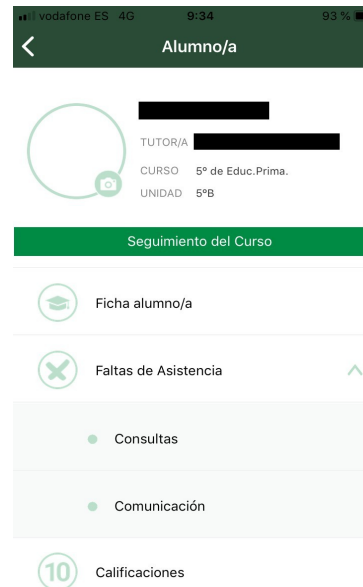 vodafone ES 4G 9:34 93 %
Alumno/a
TUTOR/A
CURSO 5º de Educ.Prima.
UNIDAD 5ºB
Seguimiento del Curso
Ficha alumno/a
Faltas de Asistencia
Consultas
Comunicación
10 Calificaciones